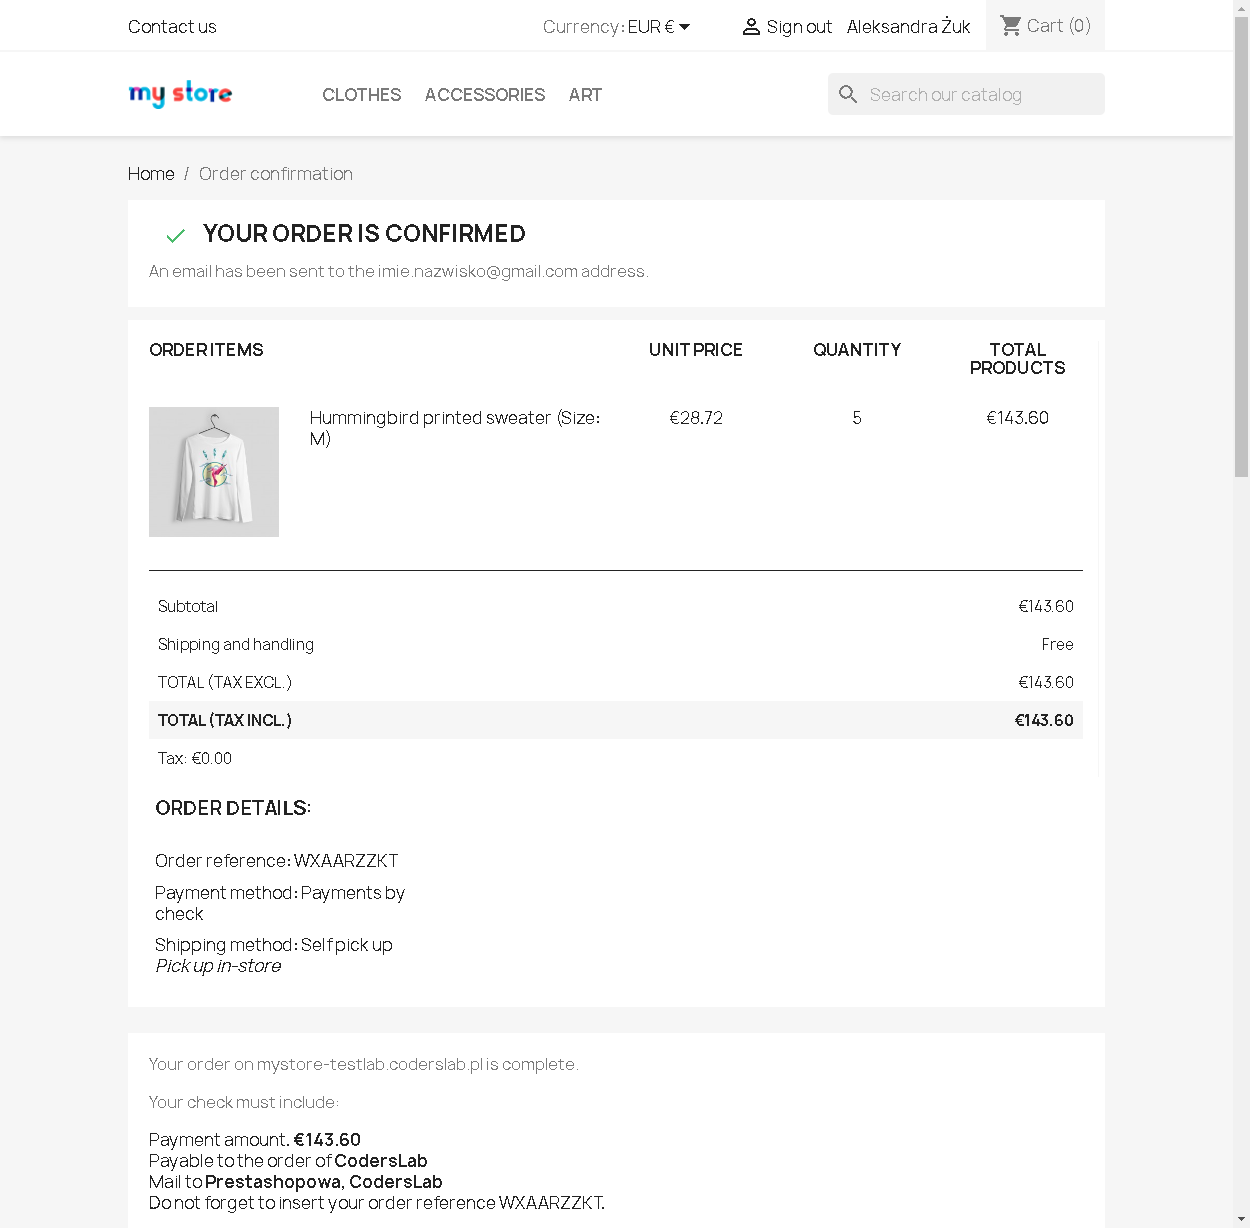 Contact us
Currency: EUR €
Sign out
Aleksandra Żuk
Cart (0)
my store
CLOTHES
ACCESSORIES
ART
Search our catalog
Home / Order confirmation
YOUR ORDER IS CONFIRMED
An email has been sent to the imie.nazwisko@gmail.com address.
ORDER ITEMS
UNIT PRICE
QUANTITY
TOTAL
PRODUCTS
Hummingbird printed sweater (Size:
M)
€28.72
5
€143.60
Subtotal €143.60
Shipping and handling Free
TOTAL (TAX EXCL.) €143.60
TOTAL (TAX INCL.) €143.60
Tax: €0.00
ORDER DETAILS:
Order reference: WXAARZZKT
Payment method: Payments by
check
Shipping method: Self pick up
Pick up in-store
Your order on mystore-testlab.coderslab.pl is complete.
Your check must include:
Payment amount. €143.60
Payable to the order of CodersLab
Mail to Prestashopowa, CodersLab
Do not forget to insert your order reference WXAARZZKT.